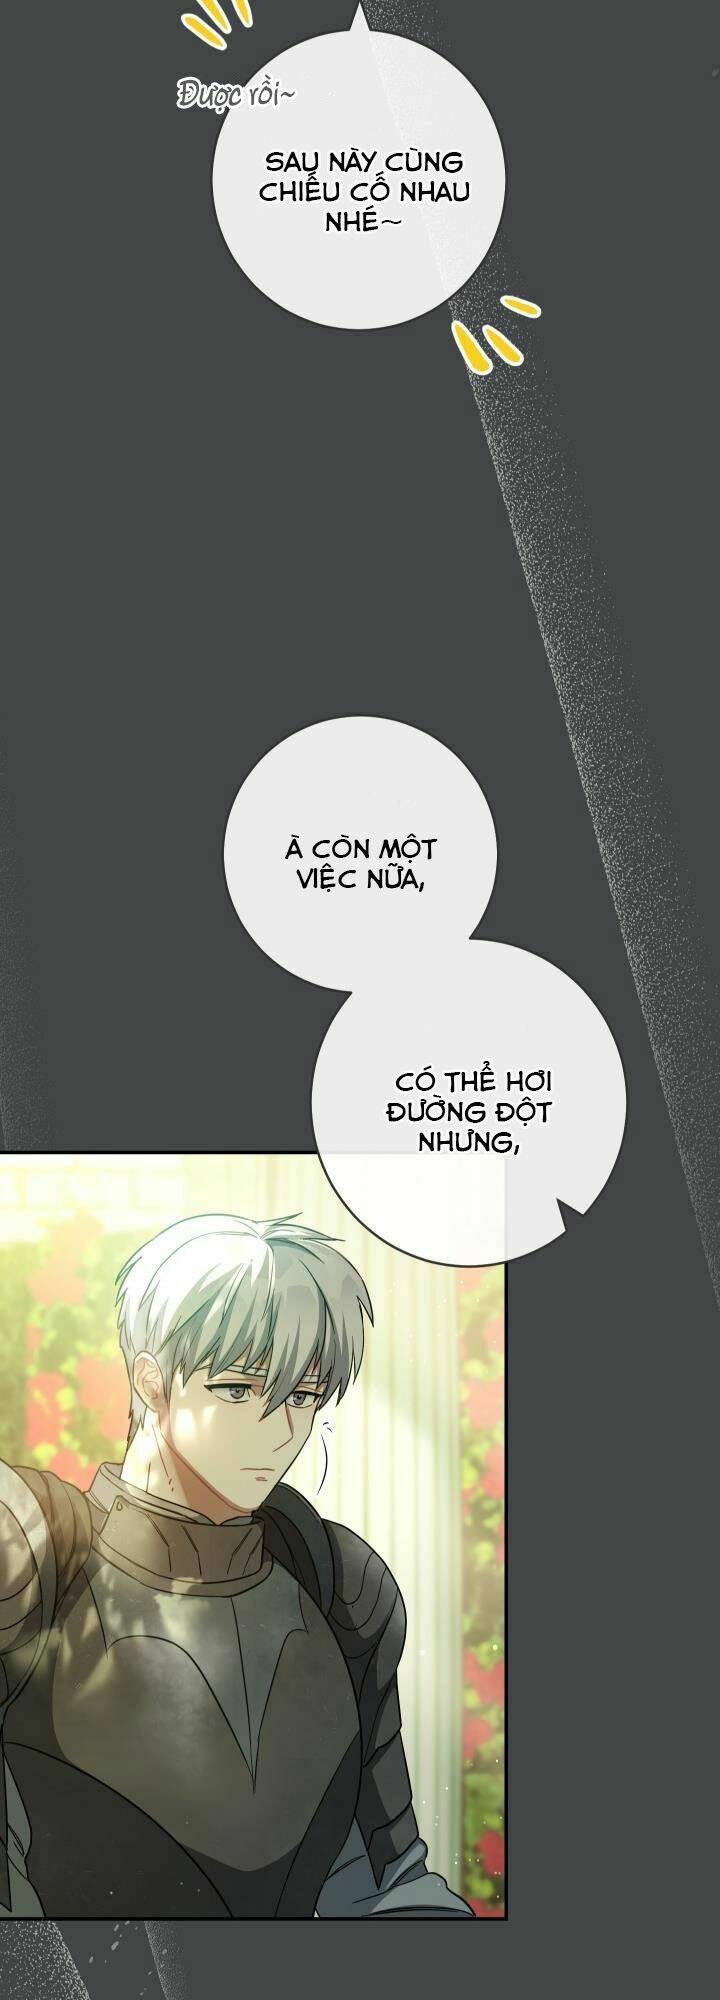 Được rồi~
SAU NÀY CÙNG
CHIẾU CỐ NHAU
NHÉ~
À CÒN MỘT
VIỆC NỮA,
CÓ THỂ HƠI
ĐƯỜNG ĐỘT
NHƯNG,